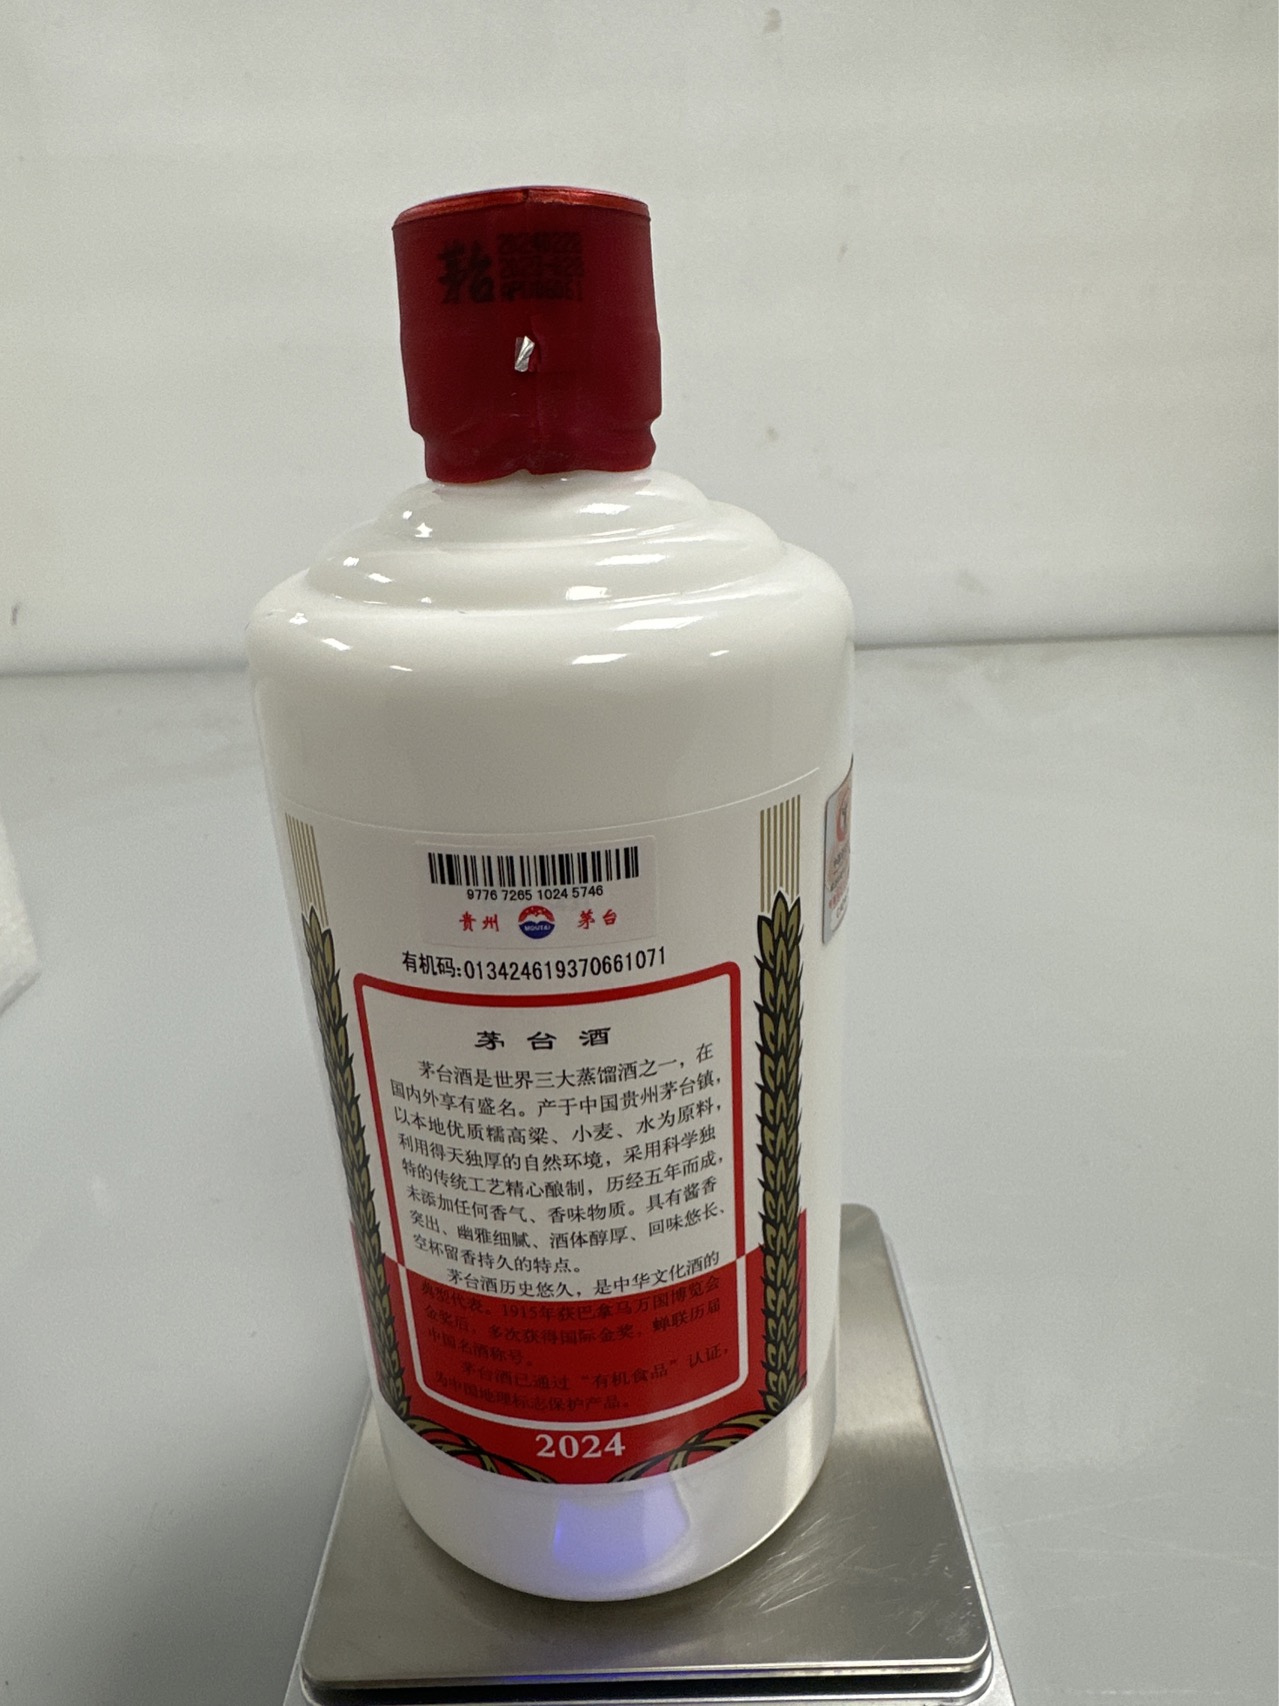 茅台
9776 7265 1024 5746
贵州 MOUTAI 茅台
有机码:013424619370661071
茅台酒
茅台酒是世界三大蒸馏酒之一，在
国内外享有盛名。产于中国贵州茅台镇，
以本地优质糯高粱、小麦、水为原料，
利用得天独厚的自然环境，采用科学独
特的传统工艺精心酿制，历经五年而成，
未添加任何香气、香味物质。具有酱香
突出、幽雅细腻、酒体醇厚、回味悠长、
空杯留香持久的特点。
茅台酒历史悠久，是中华文化酒的
典型代表。1915年获巴拿马万国博览会
金奖后，多次获得国际金奖，蝉联历届
中国名酒称号。
茅台酒已通过“有机食品”认证，
为中国地理标志保护产品。
2024